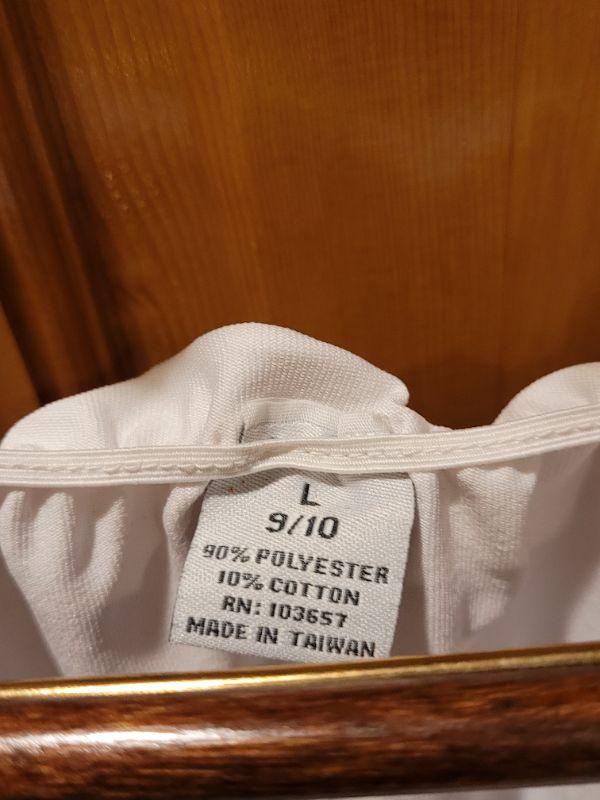 L
9/10
90% POLYESTER
10% COTTON
RN: 103657
MADE IN TAIWAN